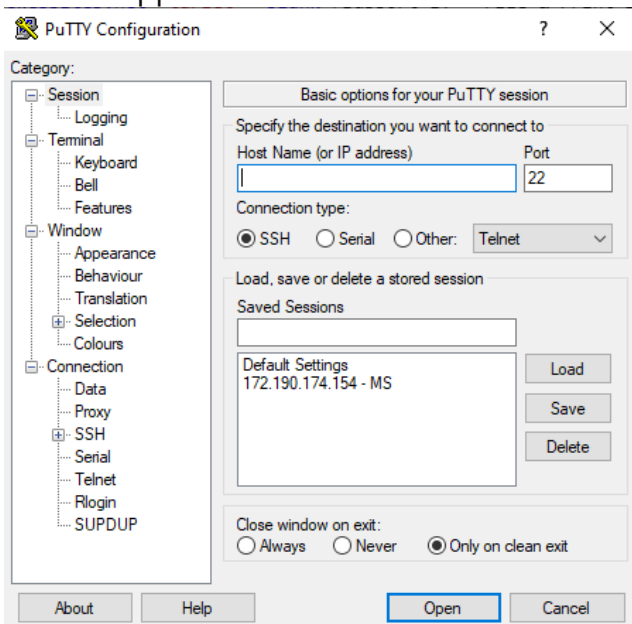 PuTTY Configuration
? 
Category:
Session
Logging
Terminal
Keyboard
Bell
Features
Window
Appearance
Behaviour
Translation
Selection
Colours
Connection
Data
Proxy
SSH
Serial
Telnet
Rlogin
SUPDUP
Basic options for your PuTTY session
Specify the destination you want to connect to
Host Name (or IP address) Port
22
Connection type:
SSH Serial Other: Telnet
Load, save or delete a stored session
Saved Sessions
Default Settings
172.190.174.154 - MS
Load
Save
Delete
Close window on exit:
Always Never Only on clean exit
About Help Open Cancel